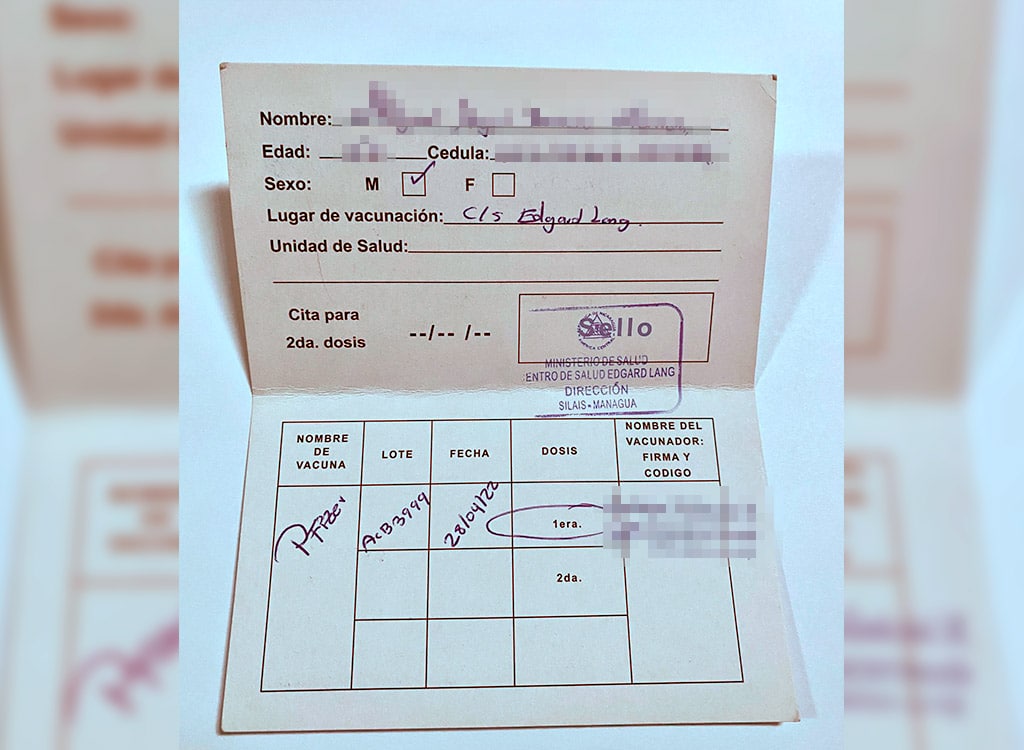 Nombre:
Edad: Cedula:
Sexo: M F
Lugar de vacunación: C/s Edgard Lang
Unidad de Salud:
Cita para
2da. dosis --/-- /--
Sello
MINISTERIO DE SALUD
ENTRO DE SALUD EDGARD LANG
DIRECCIÓN
SILAIS - MANAGUA
NOMBRE DE VACUNA LOTE FECHA DOSIS NOMBRE DEL VACUNADOR: FIRMA Y CODIGO
Pfizer AcB3999 28/04/22 1era.
2da.